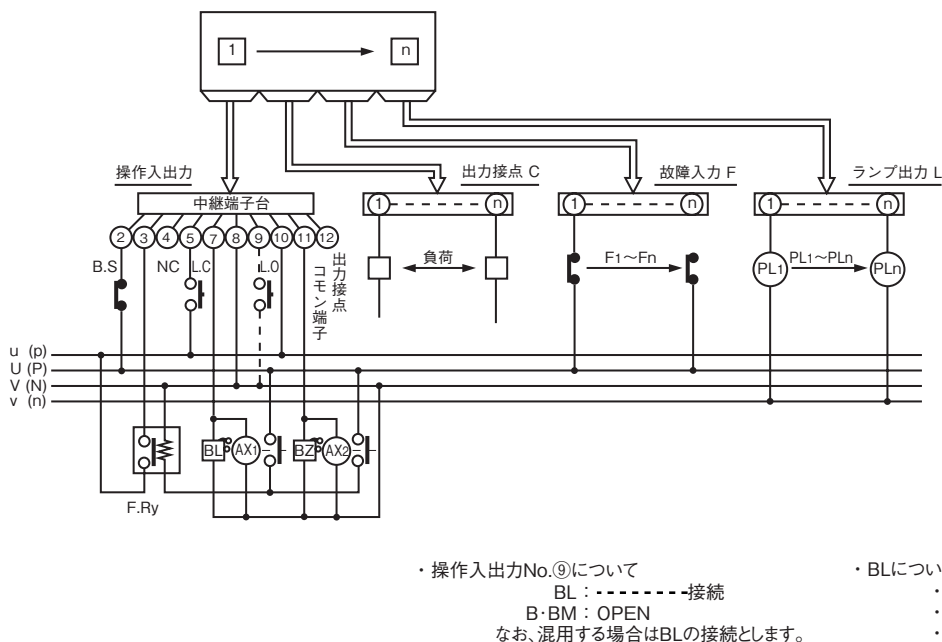 1 n
操作入出力
出力接点 C
故障入力 F
ランプ出力 L
中継端子台
1 n
1 n
1 n
2 3 4 5 7 8 9 10 11 12
B.S
NC
L.C
L.O
出力接点
コモン端子
負荷
F1~Fn
PL1
PL1~PLn
PLn
u (p)
U (P)
V (N)
v (n)
BL
AX1
BZ
AX2
F.Ry
・操作入出力No.⑨について
BL：--------接続
B·BM：OPEN
なお、混用する場合はBLの接続とします。
・BLについ
・
・
・